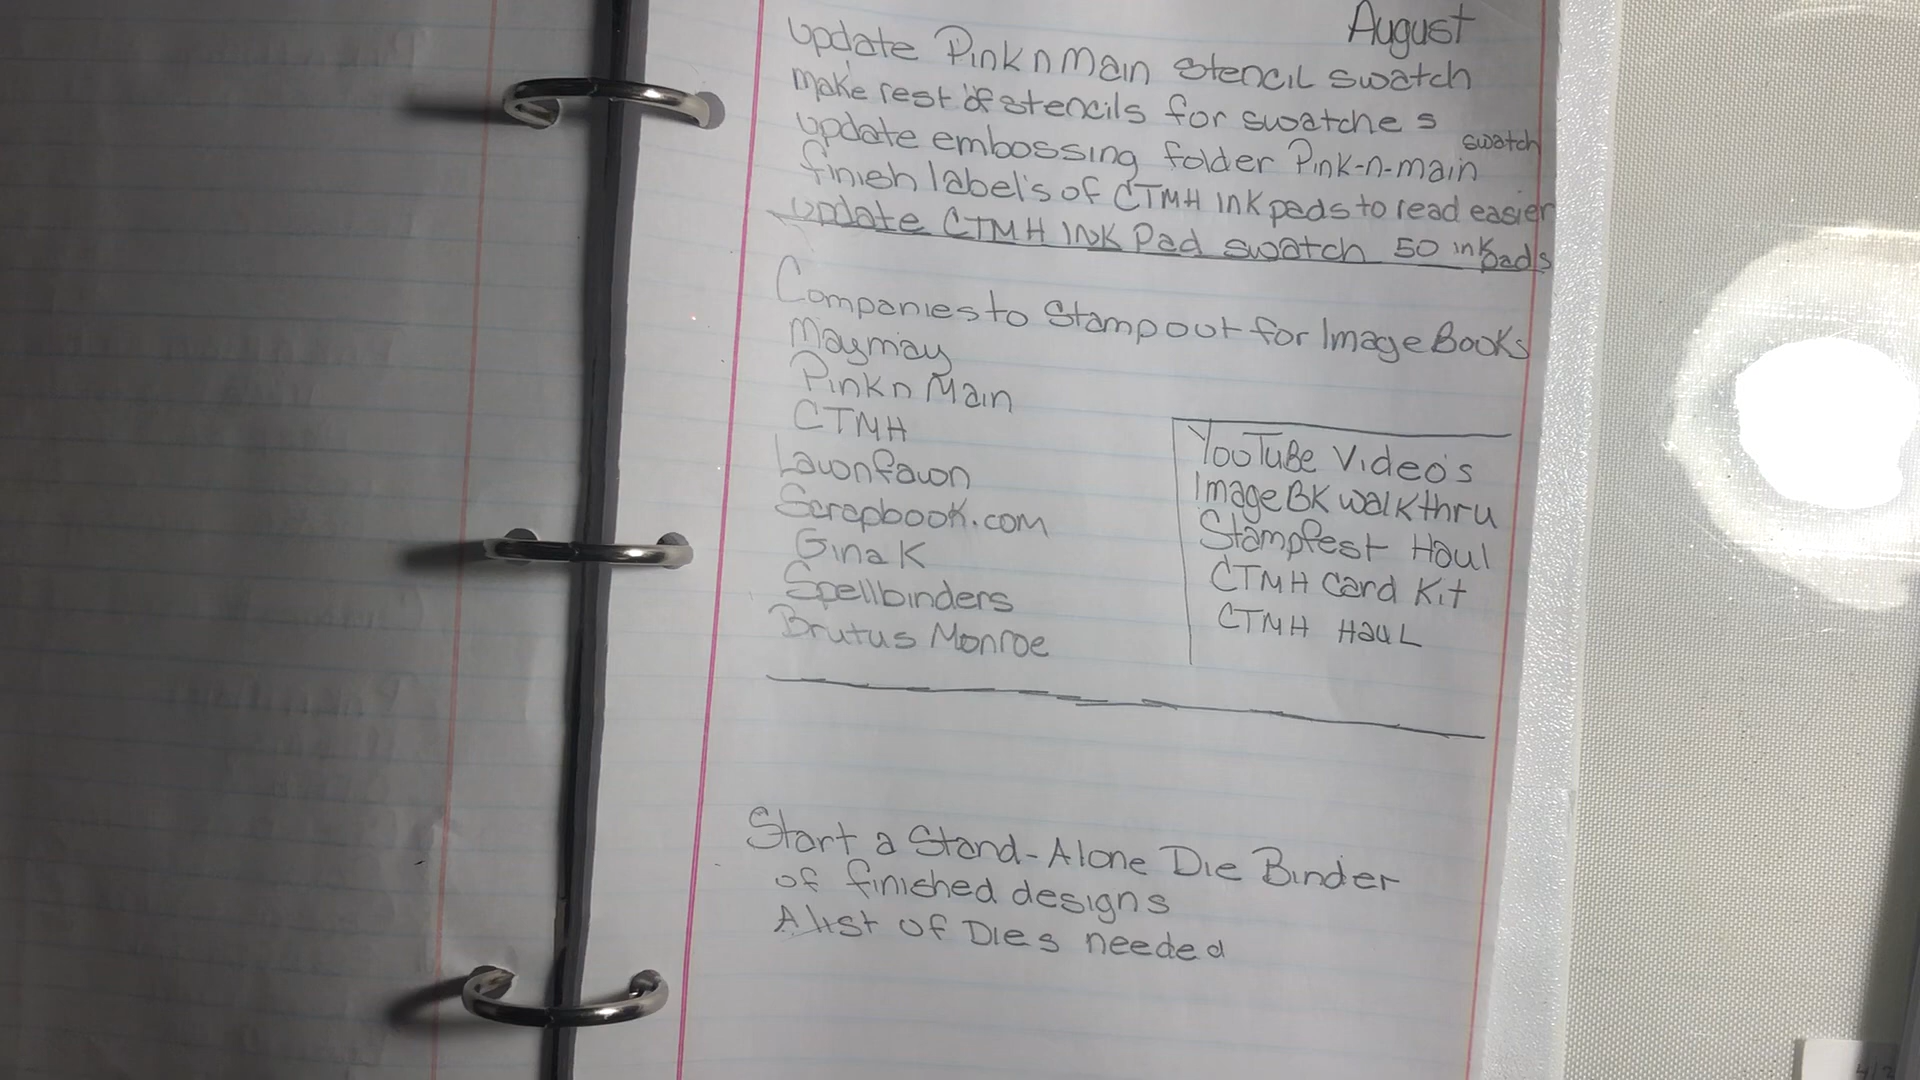 August
Update Pink n Main stencil swatch
make rest of stencils for swatches
update embossing folder Pink-n-main swatch
finish label's of CTMH ink pads to read easier
update CTMH INK Pad swatch 50 inkpads
Companies to Stamp out for Image Books
Maymay
Pink n Main
CTMH
Lawnfawn
Scrapbook.com
Gina K
Spellbinders
Brutus Monroe
YouTuBe Video's
Image BK walkthru
Stampfest Haul
CTMH Card Kit
CTMH HauL
Start a Stand-Alone Die Binder
of finished designs
A list of Dies needed